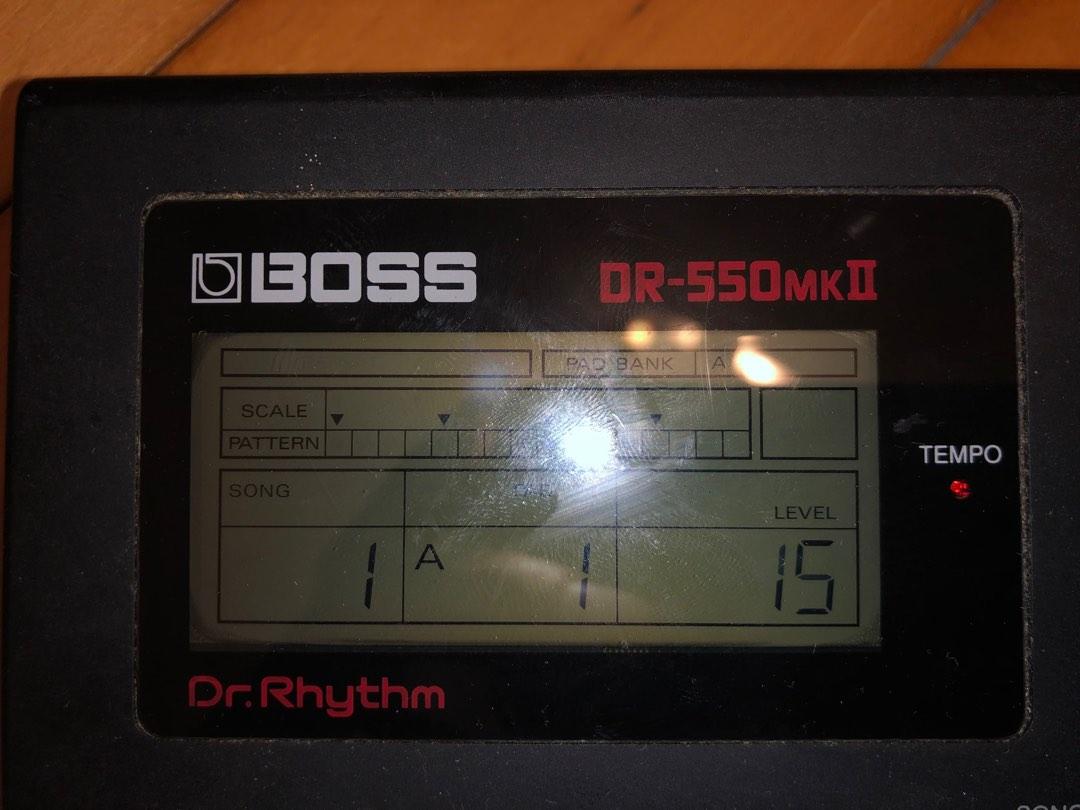 BOSS
DR-550MKII
PAD BANK A
SCALE
PATTERN
TEMPO
SONG
LEVEL
1 A 1 15
Dr.Rhythm